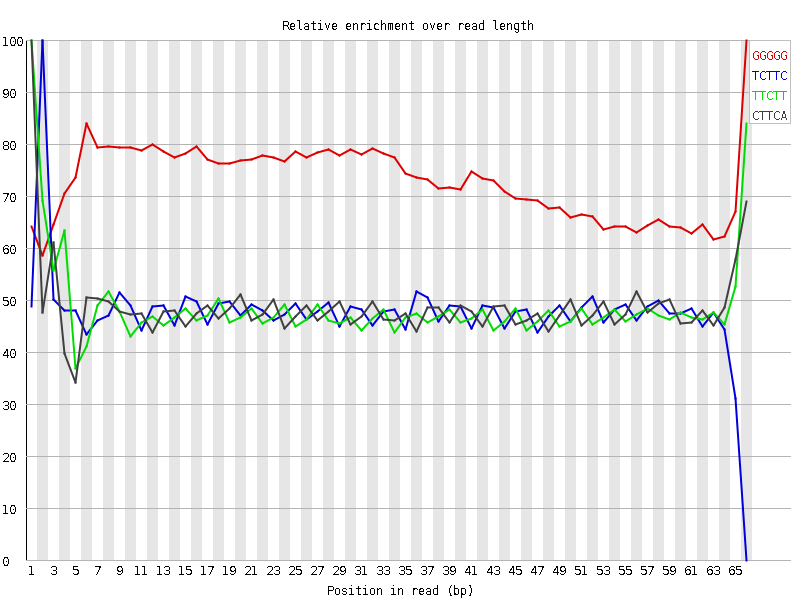 Relative enrichment over read length
100
90
80
70
60
50
40
30
20
10
0
GGGGG
TCTTC
TTCTT
CTTCA
1 3 5 7 9 11 13 15 17 19 21 23 25 27 29 31 33 35 37 39 41 43 45 47 49 51 53 55 57 59 61 63 65
Position in read (bp)